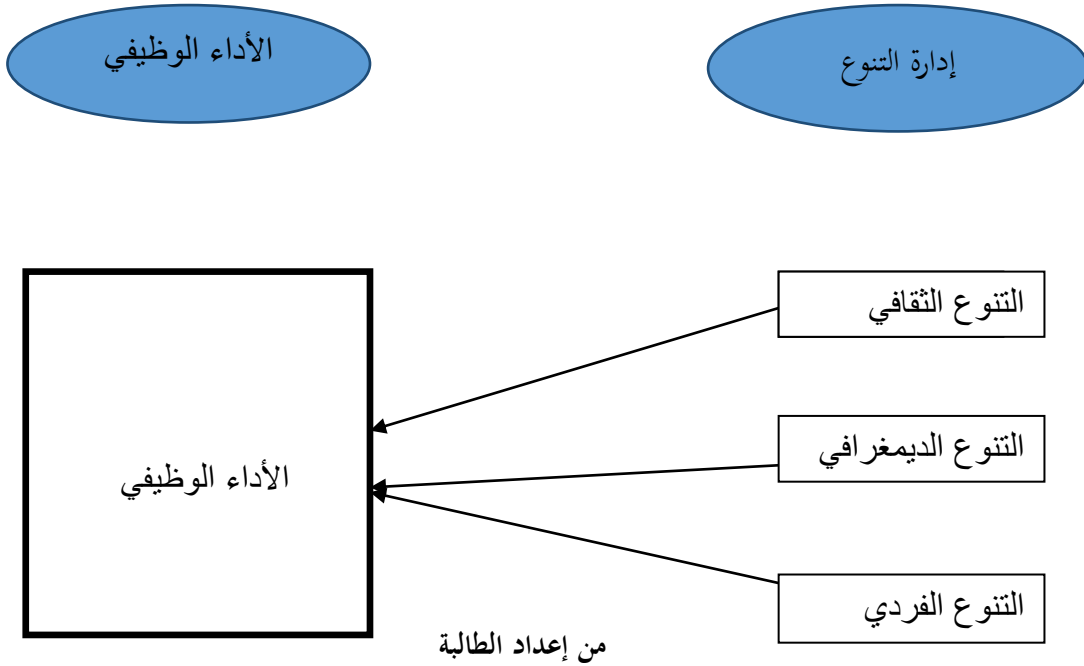 إدارة التنوع
الأداء الوظيفي
التنوع الثقافي
التنوع الديمغرافي
التنوع الفردي
الأداء الوظيفي
من إعداد الطالبة